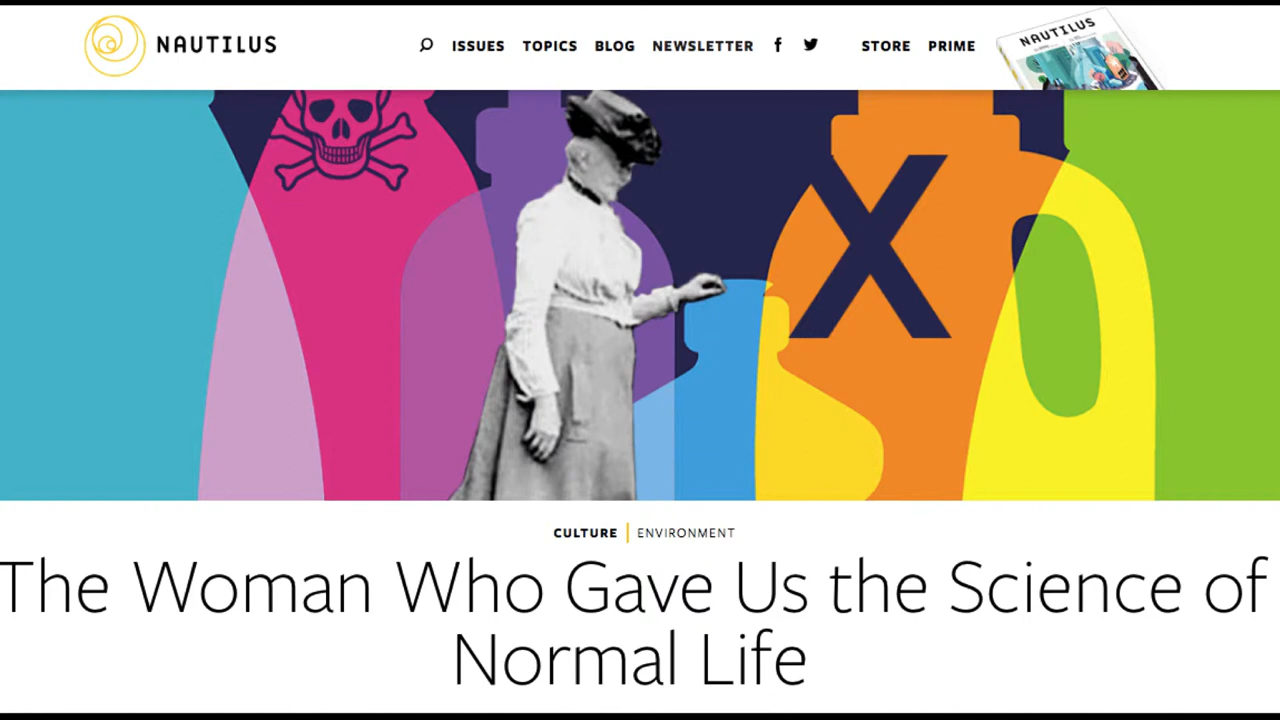 NAUTILUS
ISSUES TOPICS BLOG NEWSLETTER STORE PRIME
NAUTILUS
X
CULTURE | ENVIRONMENT
The Woman Who Gave Us the Science of
Normal Life